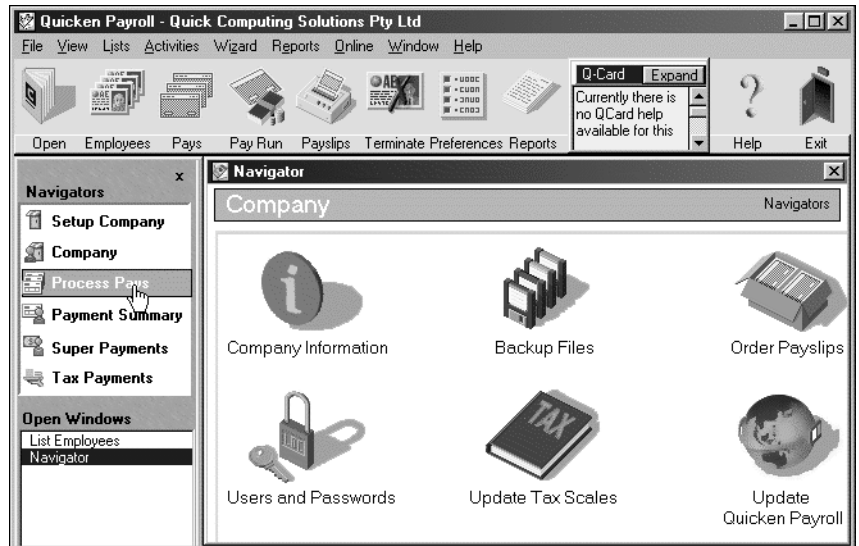 Quicken Payroll - Quick Computing Solutions Pty Ltd
File View Lists Activities Wizard Reports Online Window Help
Q-Card Expand
Currently there is
no QCard help
available for this
Open Employees Pays Pay Run Payslips Terminate Preferences Reports Help Exit
x
Navigators
Setup Company
Company
Process Pays
Payment Summary
Super Payments
Tax Payments
Open Windows
List Employees
Navigator
Navigator
Company Navigators
Company Information Backup Files Order Payslips
TAX
Users and Passwords Update Tax Scales Update
Quicken Payroll